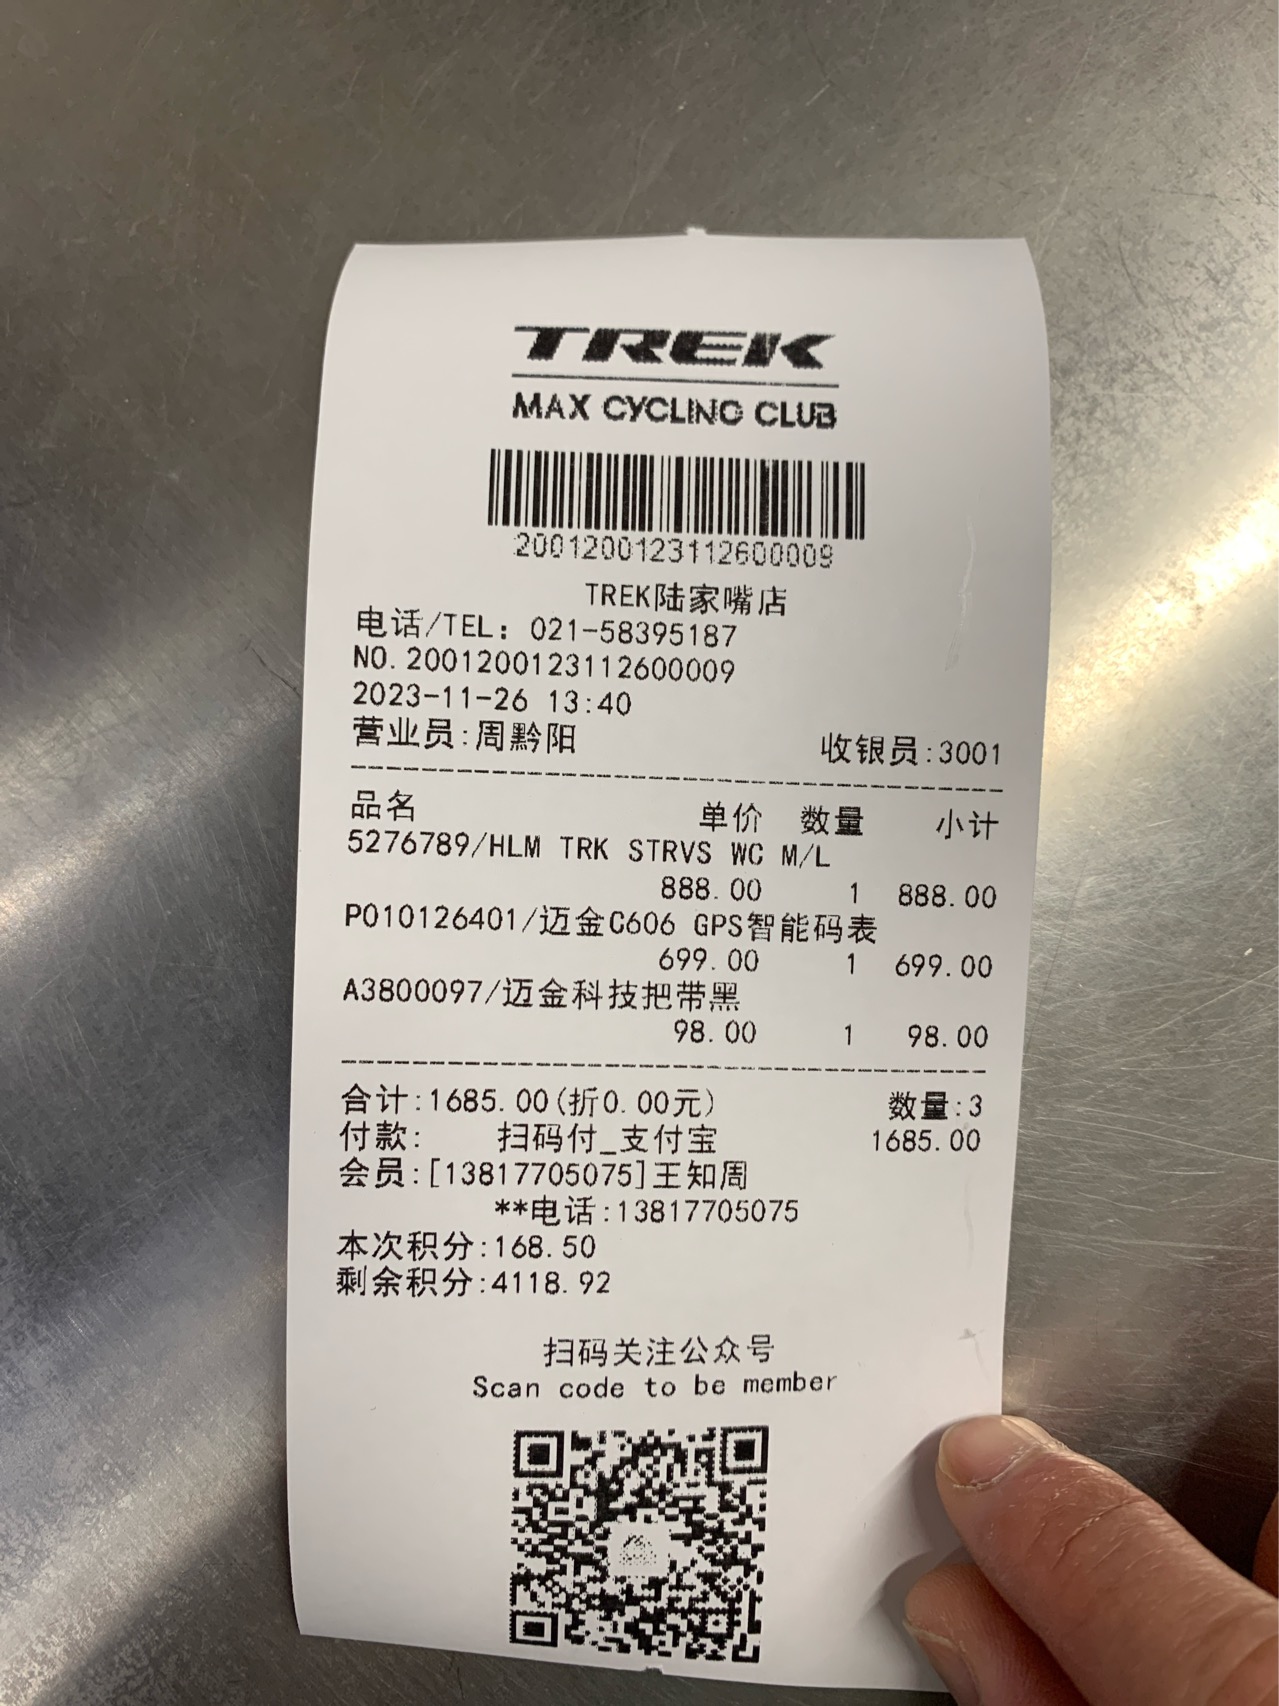 TREK
MAX CYCLING CLUB
2001200123112600009
TREK陆家嘴店
电话/TEL: 021-58395187
NO.2001200123112600009
2023-11-26 13:40
营业员:周黔阳 收银员:3001
品名 单价 数量 小计
5276789/HLM TRK STRVS WC M/L
888.00 1 888.00
P010126401/迈金C606 GPS智能码表
699.00 1 699.00
A3800097/迈金科技把带黑
98.00 1 98.00
合计:1685.00(折0.00元) 数量:3
付款: 扫码付_支付宝 1685.00
会员:[13817705075]王知周
**电话:13817705075
本次积分:168.50
剩余积分:4118.92
扫码关注公众号
Scan code to be member